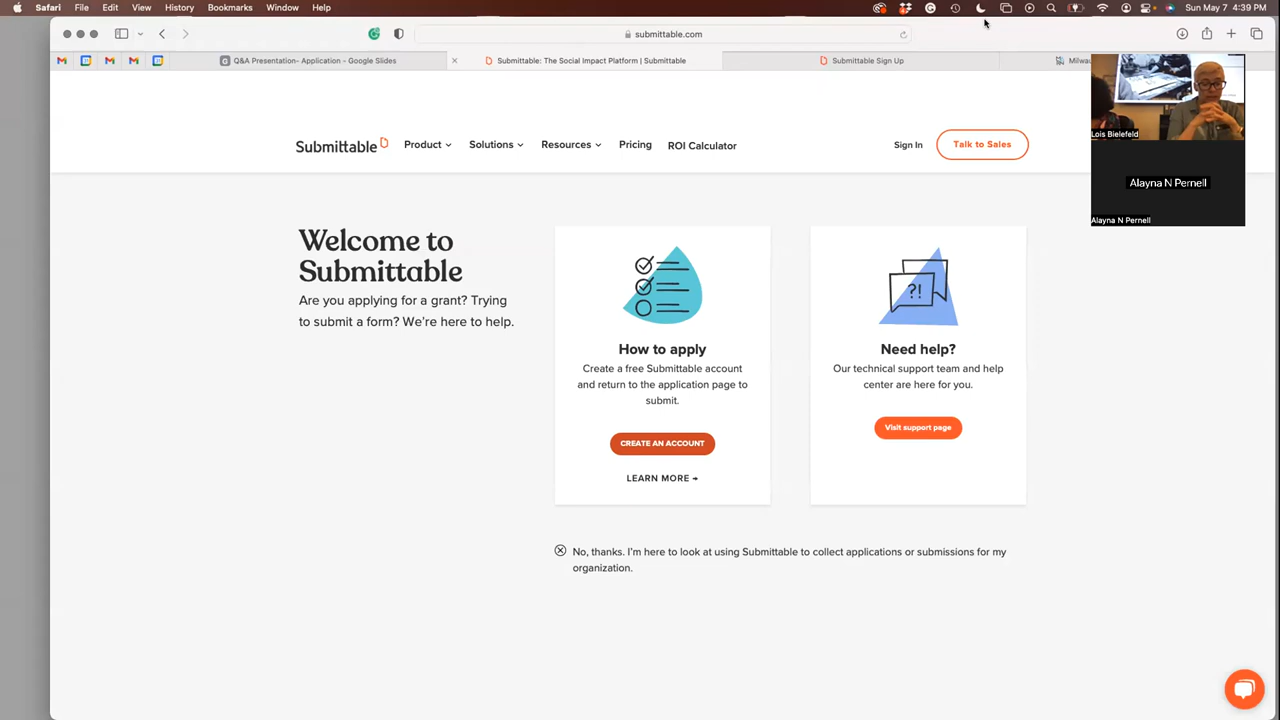 Safari File Edit View History Bookmarks Window Help
Sun May 7 4:39 PM
submittable.com
Q&A Presentation- Application - Google Slides
Submittable: The Social Impact Platform | Submittable
Submittable Sign Up
Milwau
Submittable
Product
Solutions
Resources
Pricing
ROI Calculator
Sign In
Talk to Sales
Lois Bielefeld
Alayna N Pernell
Alayna N Pernell
Welcome to
Submittable
Are you applying for a grant? Trying
to submit a form? We're here to help.
How to apply
Create a free Submittable account
and return to the application page to
submit.
CREATE AN ACCOUNT
LEARN MORE →
?!
Need help?
Our technical support team and help
center are here for you.
Visit support page
No, thanks. I'm here to look at using Submittable to collect applications or submissions for my
organization.